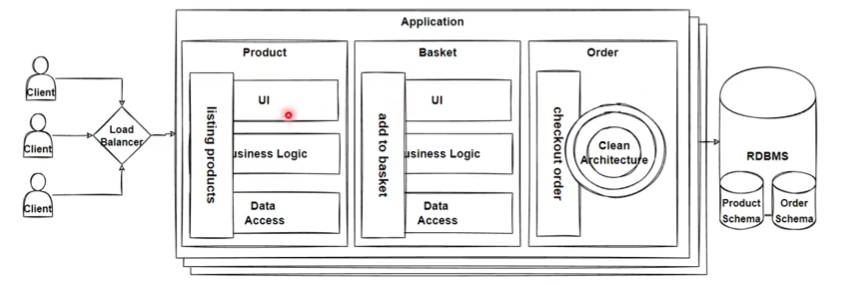 Application
Client
Client
Client
Load
Balancer
Product
listing products
UI
usiness Logic
Data
Access
Basket
add to basket
UI
usiness Logic
Data
Access
Order
checkout order
Clean
Architecture
RDBMS
Product
Schema
Order
Schema